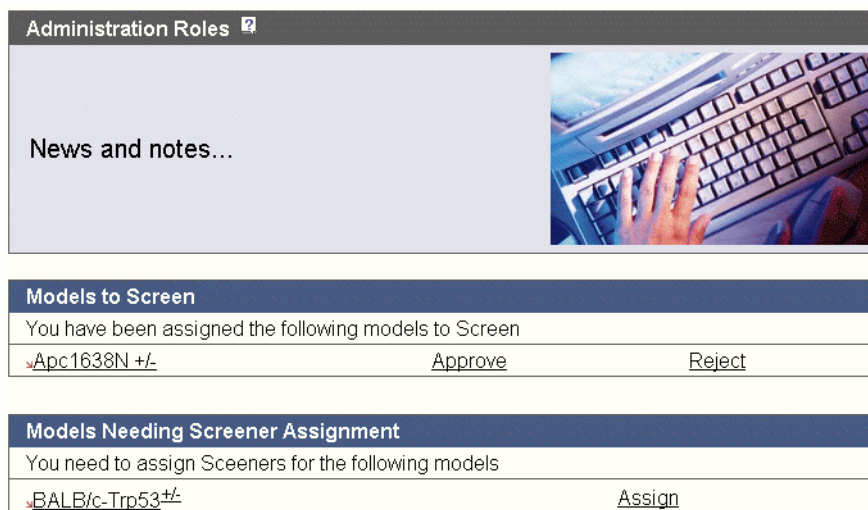 Administration Roles ?
News and notes...
Models to Screen
You have been assigned the following models to Screen
Apc1638N +/- Approve Reject
Models Needing Screener Assignment
You need to assign Sceeners for the following models
BALB/c-Trp53+/- Assign